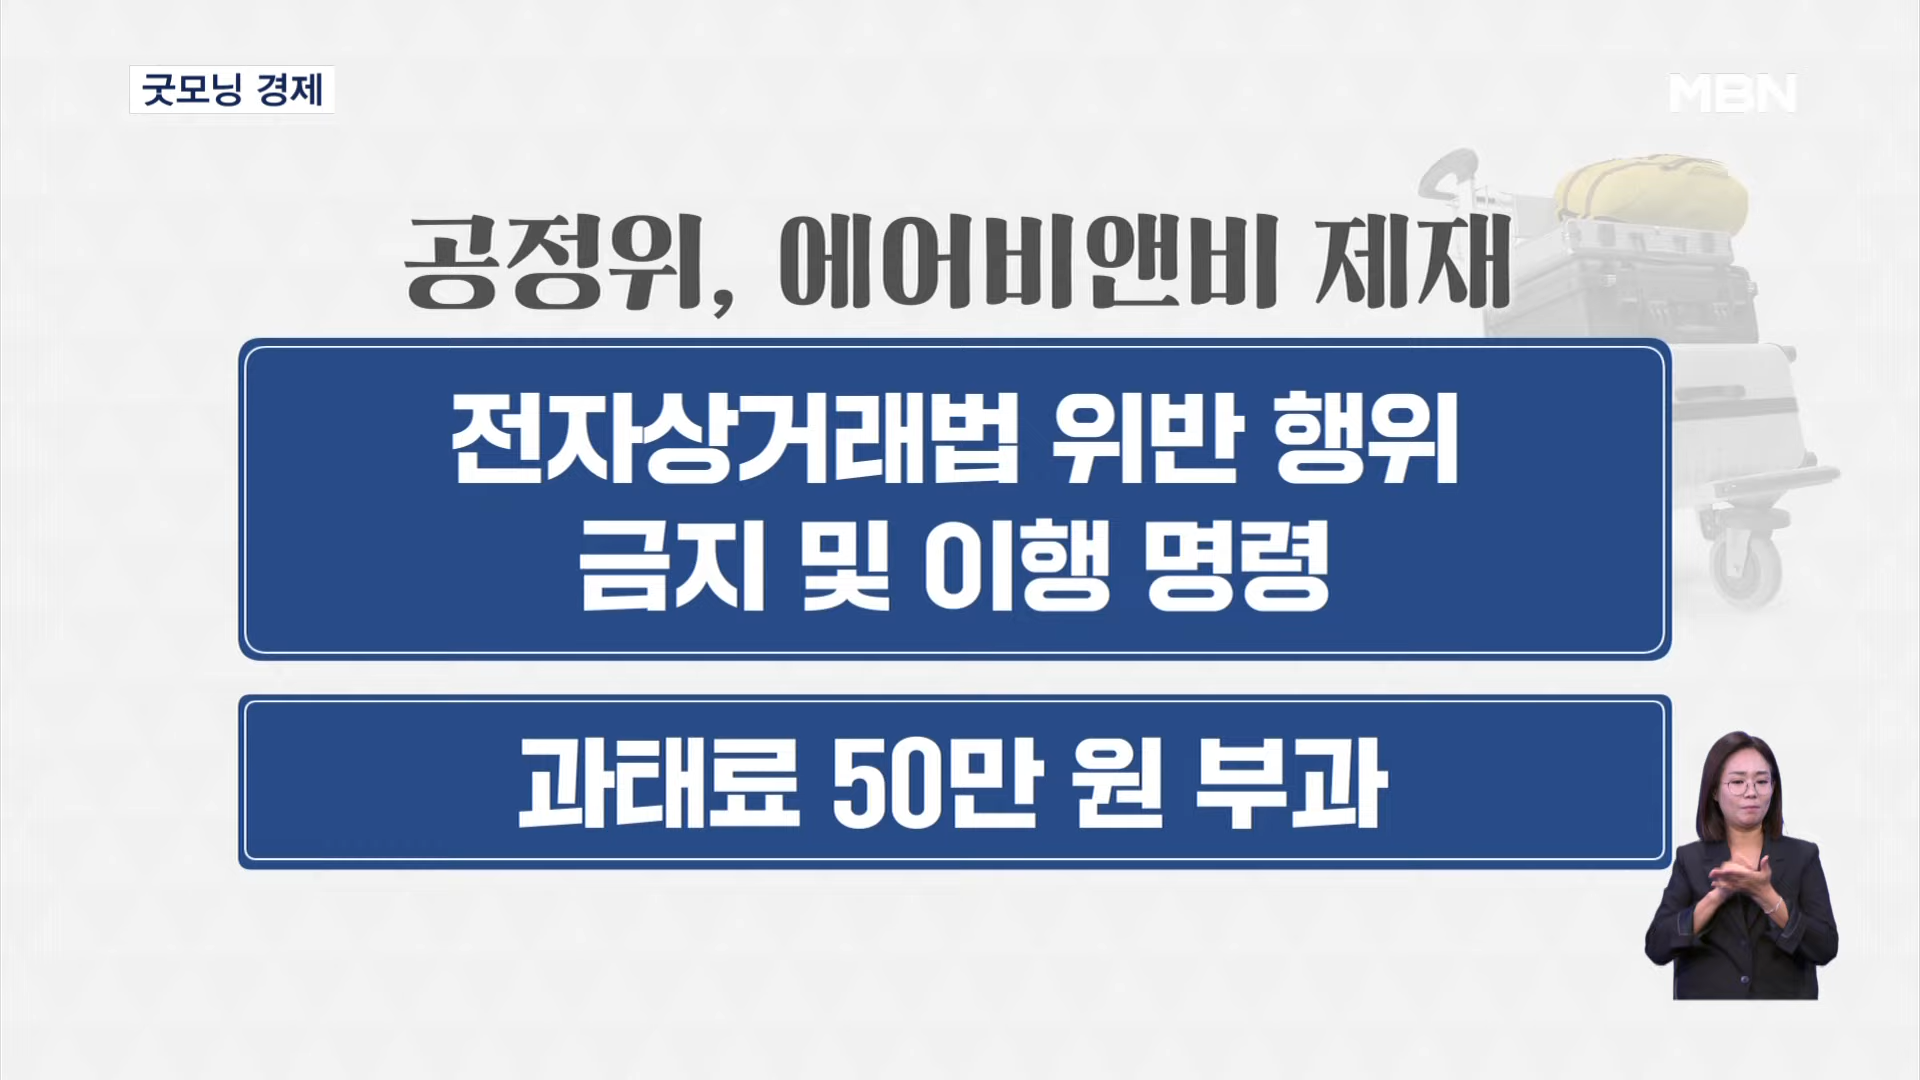 굿모닝 경제
MBN
공정위, 에어비앤비 제재
전자상거래법 위반 행위
금지 및 이행 명령
과태료 50만 원 부과